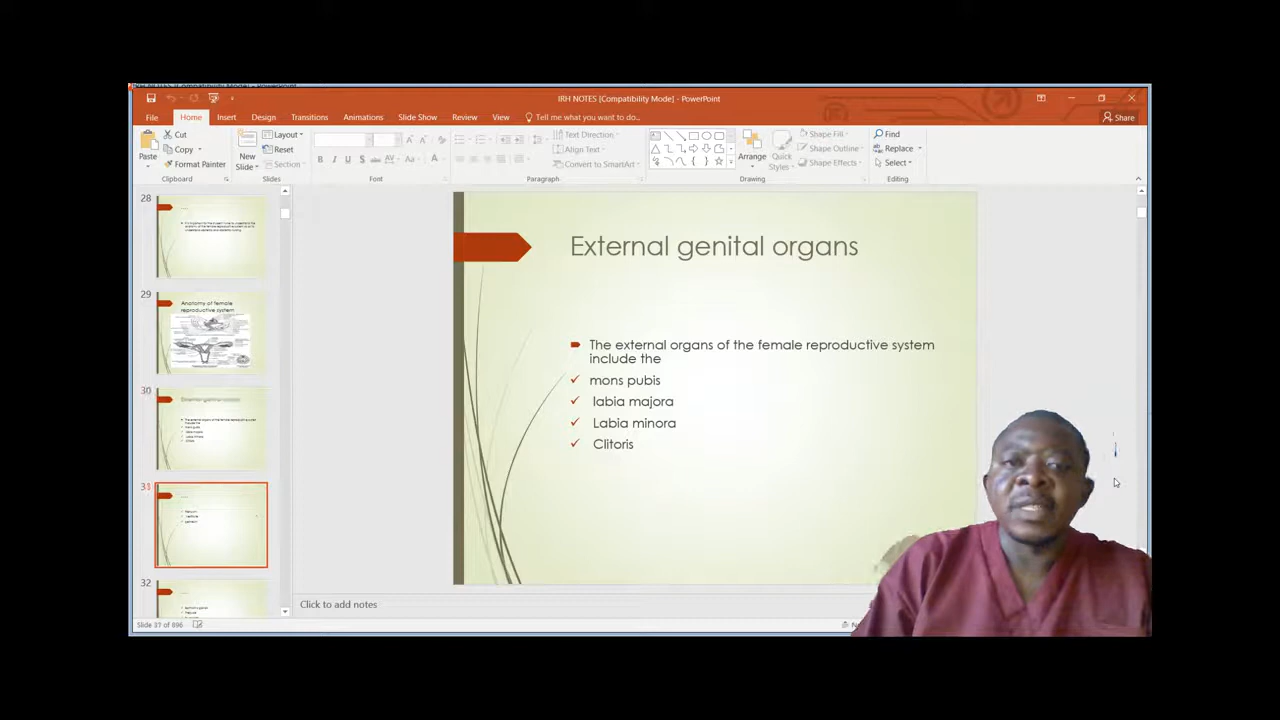 IRH NOTES [Compatibility Mode] - PowerPoint
File Home Insert Design Transitions Animations Slide Show Review View Tell me what you want to do... Share
Paste
Cut
Copy
Format Painter
Clipboard
New
Slide
Layout
Reset
Section
Slides
B I U S abc AV Aa A
Font
Text Direction
Align Text
Convert to SmartArt
Paragraph
Arrange
Quick
Styles
Shape Fill
Shape Outline
Shape Effects
Drawing
Find
Replace
Select
Editing
28
29
Anatomy of female
reproductive system
30
31
32
External genital organs
The external organs of the female reproductive system
include the
mons pubis
labia majora
Labia minora
Clitoris
Click to add notes